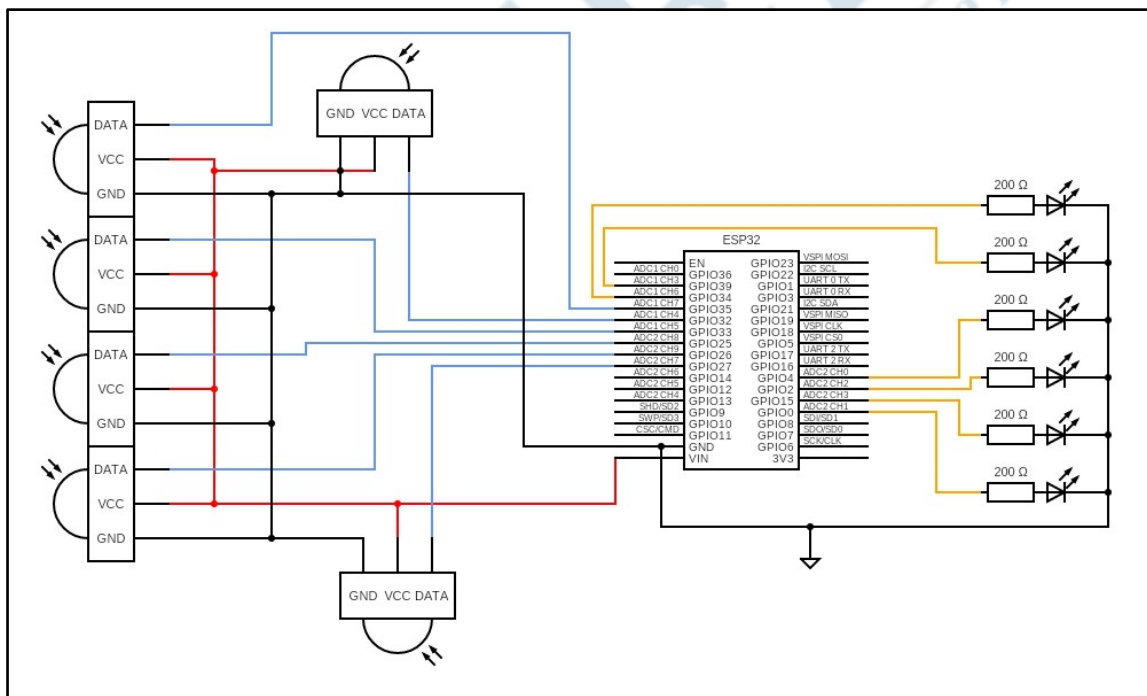 DATA
VCC
GND
DATA
VCC
GND
DATA
VCC
GND
DATA
VCC
GND
GND VCC DATA
GND VCC DATA
ESP32
EN
ADC1 CH0 GPIO36
ADC1 CH3 GPIO39
ADC1 CH6 GPIO34
ADC1 CH7 GPIO35
ADC1 CH4 GPIO32
ADC1 CH5 GPIO33
ADC2 CH8 GPIO25
ADC2 CH9 GPIO26
ADC2 CH7 GPIO27
ADC2 CH6 GPIO14
ADC2 CH5 GPIO12
ADC2 CH4 GPIO13
SHD/SD2 GPIO9
SWP/SD3 GPIO10
CSC/CMD GPIO11
GND
VIN
GPIO23 VSPI MOSI
GPIO22 I2C SCL
GPIO1 UART 0 TX
GPIO3 UART 0 RX
GPIO21 I2C SDA
GPIO19 VSPI MISO
GPIO18 VSPI CLK
GPIO5 VSPI CS0
GPIO17 UART 2 TX
GPIO16 UART 2 RX
GPIO4 ADC2 CH0
GPIO2 ADC2 CH2
GPIO15 ADC2 CH3
GPIO0 ADC2 CH1
GPIO8 SDI/SD1
GPIO7 SDO/SD0
GPIO6 SCK/CLK
3V3
200 Ω
200 Ω
200 Ω
200 Ω
200 Ω
200 Ω